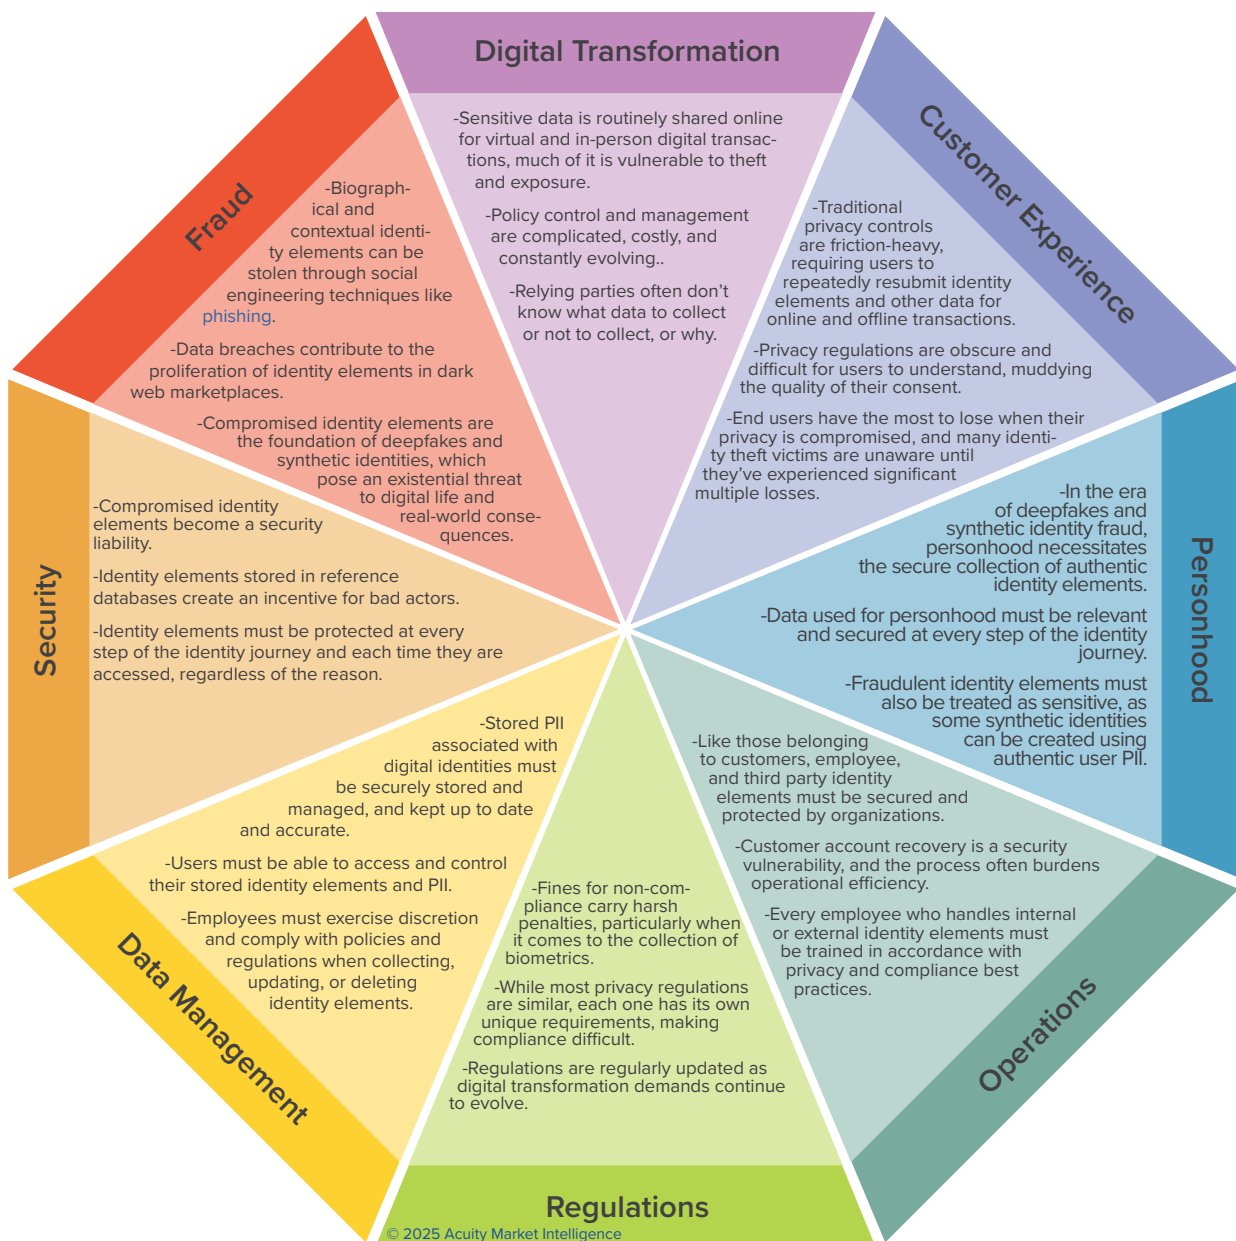 Digital Transformation
-Sensitive data is routinely shared online
for virtual and in-person digital transac-
tions, much of it is vulnerable to theft
and exposure.
-Policy control and management
are complicated, costly, and
constantly evolving..
-Relying parties often don’t
know what data to collect
or not to collect, or why.
Customer Experience
-Traditional
privacy controls
are friction-heavy,
requiring users to
repeatedly resubmit identity
elements and other data for
online and offline transactions.
-Privacy regulations are obscure and
difficult for users to understand, muddying
the quality of their consent.
-End users have the most to lose when their
privacy is compromised, and many identi-
ty theft victims are unaware until
they’ve experienced significant
multiple losses.
Personhood
-In the era
of deepfakes and
synthetic identity fraud,
personhood necessitates
the secure collection of authentic
identity elements.
-Data used for personhood must be relevant
and secured at every step of the identity
journey.
-Fraudulent identity elements must
also be treated as sensitive, as
some synthetic identities
can be created using
authentic user PII.
Operations
-Like those belonging
to customers, employee,
and third party identity
elements must be secured and
protected by organizations.
-Customer account recovery is a security
vulnerability, and the process often burdens
operational efficiency.
-Every employee who handles internal
or external identity elements must
be trained in accordance with
privacy and compliance best
practices.
Regulations
-Fines for non-com-
pliance carry harsh
penalties, particularly when
it comes to the collection of
biometrics.
-While most privacy regulations
are similar, each one has its own
unique requirements, making
compliance difficult.
-Regulations are regularly updated as
digital transformation demands continue
to evolve.
Data Management
-Stored PII
associated with
digital identities must
be securely stored and
managed, and kept up to date
and accurate.
-Users must be able to access and control
their stored identity elements and PII.
-Employees must exercise discretion
and comply with policies and
regulations when collecting,
updating, or deleting
identity elements.
Security
-Compromised identity
elements become a security
liability.
-Identity elements stored in reference
databases create an incentive for bad actors.
-Identity elements must be protected at every
step of the identity journey and each time they are
accessed, regardless of the reason.
Fraud
-Biograph-
ical and
contextual identi-
ty elements can be
stolen through social
engineering techniques like
phishing.
-Data breaches contribute to the
proliferation of identity elements in dark
web marketplaces.
-Compromised identity elements are
the foundation of deepfakes and
synthetic identities, which
pose an existential threat
to digital life and
real-world conse-
quences.
© 2025 Acuity Market Intelligence